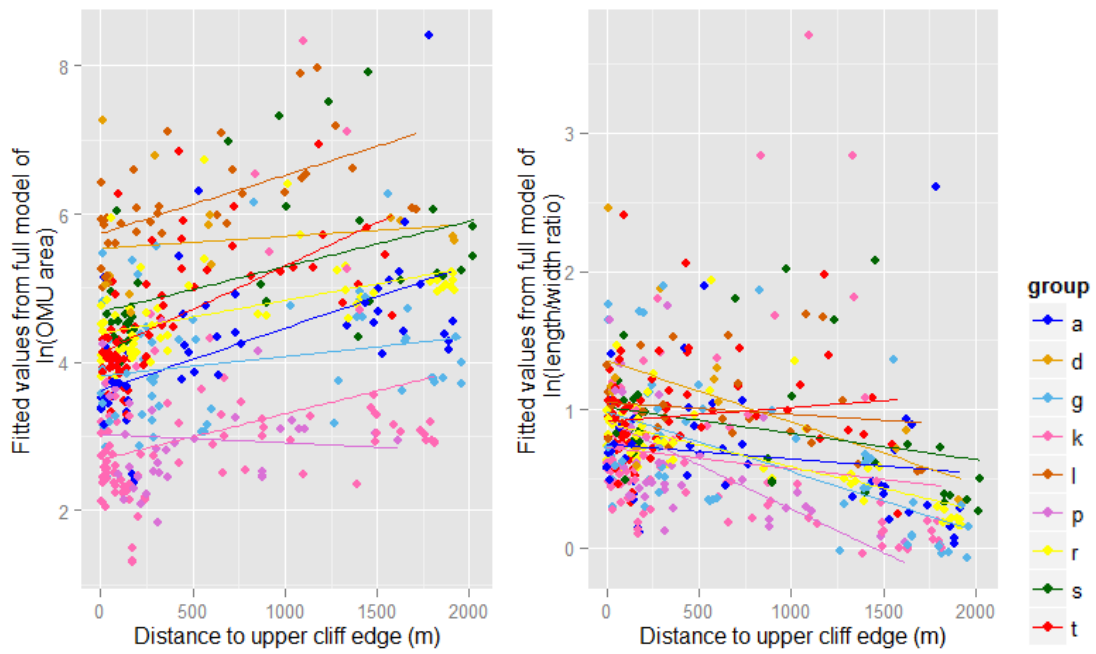 Fitted values from full model of
ln(OMU area)
8
6
4
2
0
500
1000
1500
2000
Distance to upper cliff edge (m)
Fitted values from full model of
ln(length/width ratio)
3
2
1
0
0
500
1000
1500
2000
Distance to upper cliff edge (m)
group
a
d
g
k
l
p
r
s
t